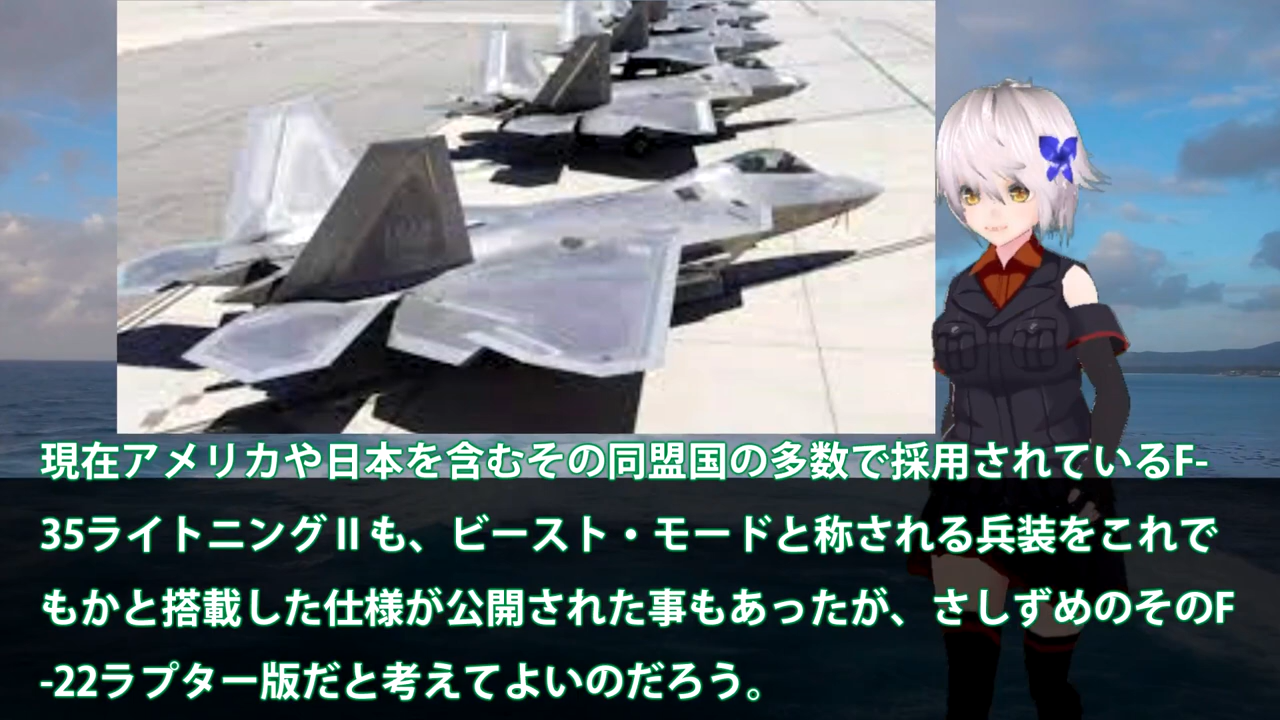 現在アメリカや日本を含むその同盟国の多数で採用されているF-
35ライトニングⅡも、ビースト・モードと称される兵装をこれで
もかと搭載した仕様が公開された事もあったが、さしずめのそのF
-22ラプター版だと考えてよいのだろう。